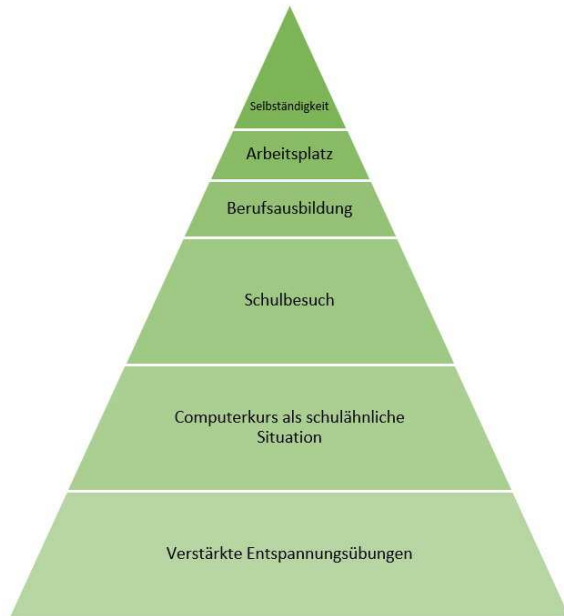 Selbständigkeit
Arbeitsplatz
Berufsausbildung
Schulbesuch
Computerkurs als schulähnliche
Situation
Verstärkte Entspannungsübungen